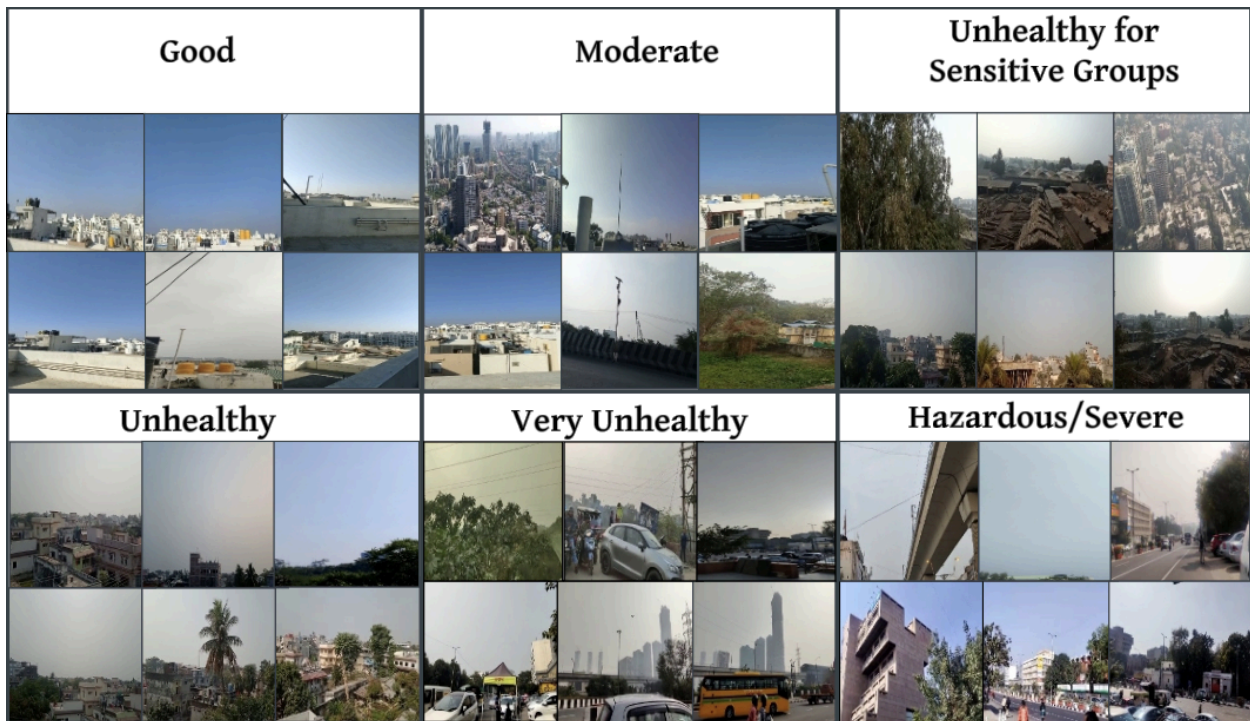 Good
Moderate
Unhealthy for
Sensitive Groups
Unhealthy
Very Unhealthy
Hazardous/Severe